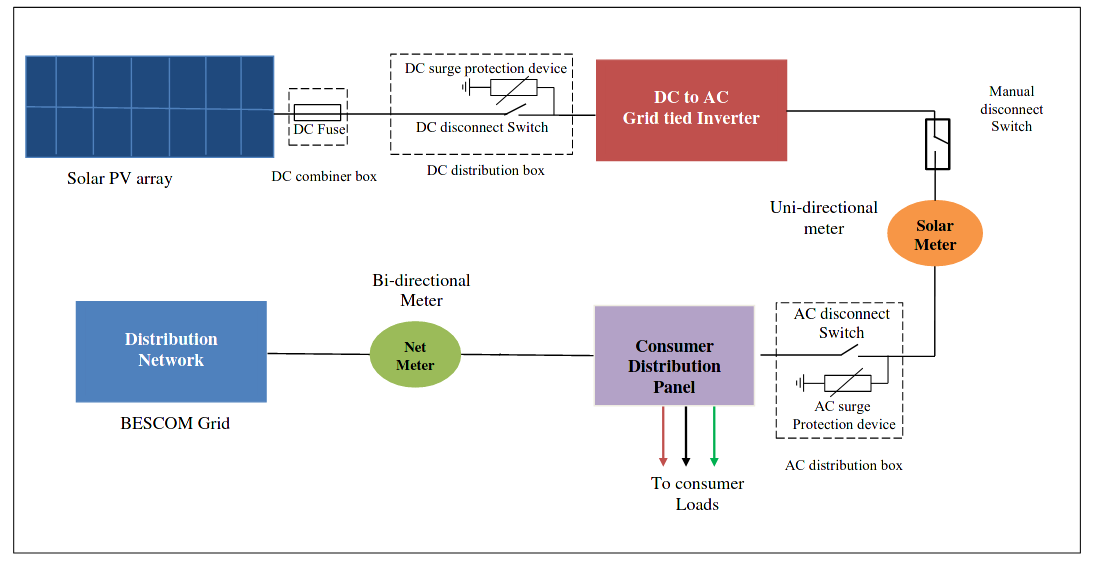 DC surge protection device
DC Fuse
DC disconnect Switch
Solar PV array
DC combiner box
DC distribution box
DC to AC
Grid tied Inverter
Manual
disconnect
Switch
Uni-directional
meter
Solar
Meter
Bi-directional
Meter
Distribution
Network
BESCOM Grid
Net
Meter
Consumer
Distribution
Panel
AC disconnect
Switch
AC surge
Protection device
AC distribution box
To consumer
Loads